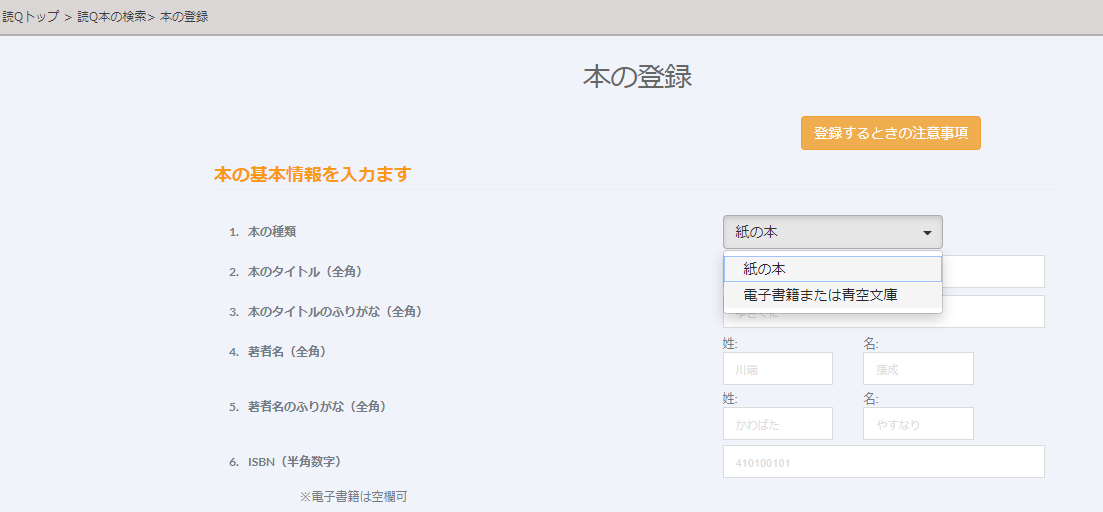 読Qトップ > 読Q本の検索> 本の登録
本の登録
登録するときの注意事項
本の基本情報を入力ます
1. 本の種類
紙の本
紙の本
電子書籍または青空文庫
2. 本のタイトル（全角）
3. 本のタイトルのふりがな（全角）
4. 著者名（全角）
姓: 名:
川端 康成
5. 著者名のふりがな（全角）
姓: 名:
かわばた やすなり
6. ISBN（半角数字）
410100101
※電子書籍は空欄可